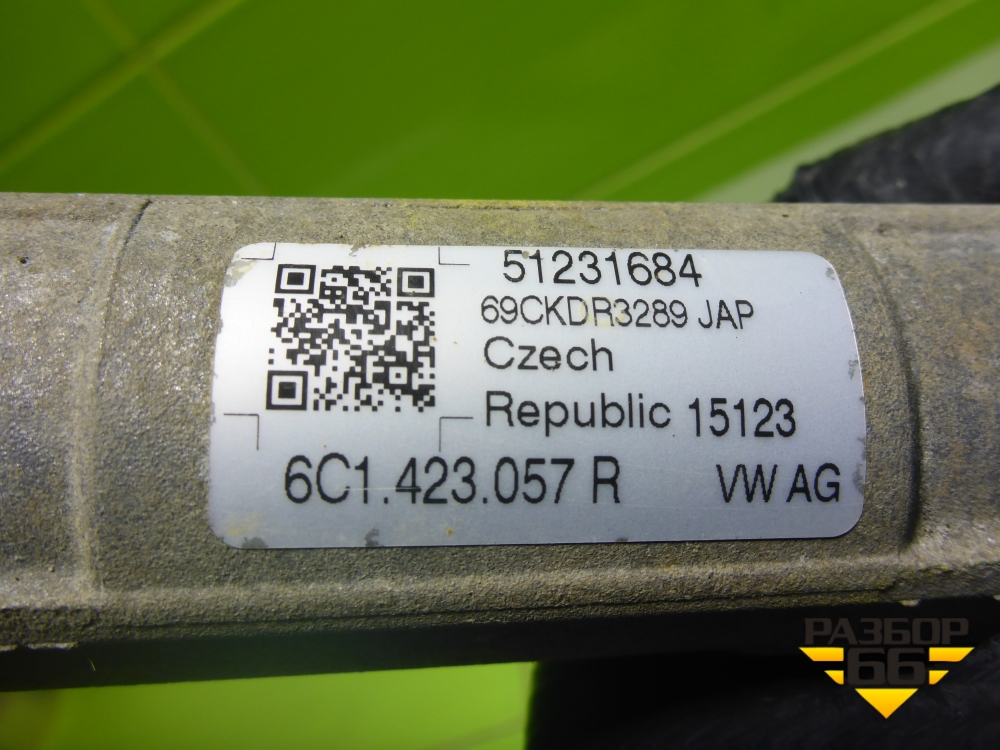 51231684
69CKDR3289 JAP
Czech
Republic 15123
6C1.423.057 R VW AG
РАЗБОР
66